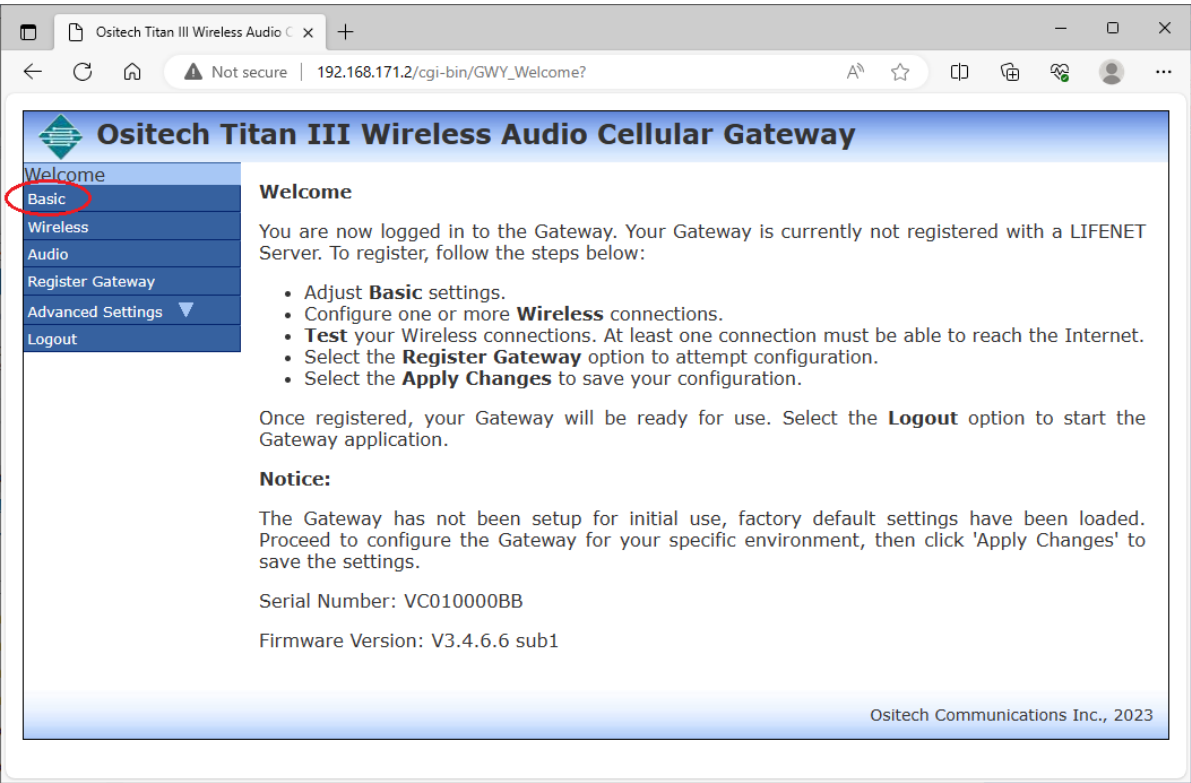 Ositech Titan III Wireless Audio C
Not secure | 192.168.171.2/cgi-bin/GWY_Welcome?
Ositech Titan III Wireless Audio Cellular Gateway
Welcome
Basic
Wireless
Audio
Register Gateway
Advanced Settings
Logout
Welcome
You are now logged in to the Gateway. Your Gateway is currently not registered with a LIFENET
Server. To register, follow the steps below:
• Adjust Basic settings.
• Configure one or more Wireless connections.
• Test your Wireless connections. At least one connection must be able to reach the Internet.
• Select the Register Gateway option to attempt configuration.
• Select the Apply Changes to save your configuration.
Once registered, your Gateway will be ready for use. Select the Logout option to start the
Gateway application.
Notice:
The Gateway has not been setup for initial use, factory default settings have been loaded.
Proceed to configure the Gateway for your specific environment, then click 'Apply Changes' to
save the settings.
Serial Number: VC010000BB
Firmware Version: V3.4.6.6 sub1
Ositech Communications Inc., 2023